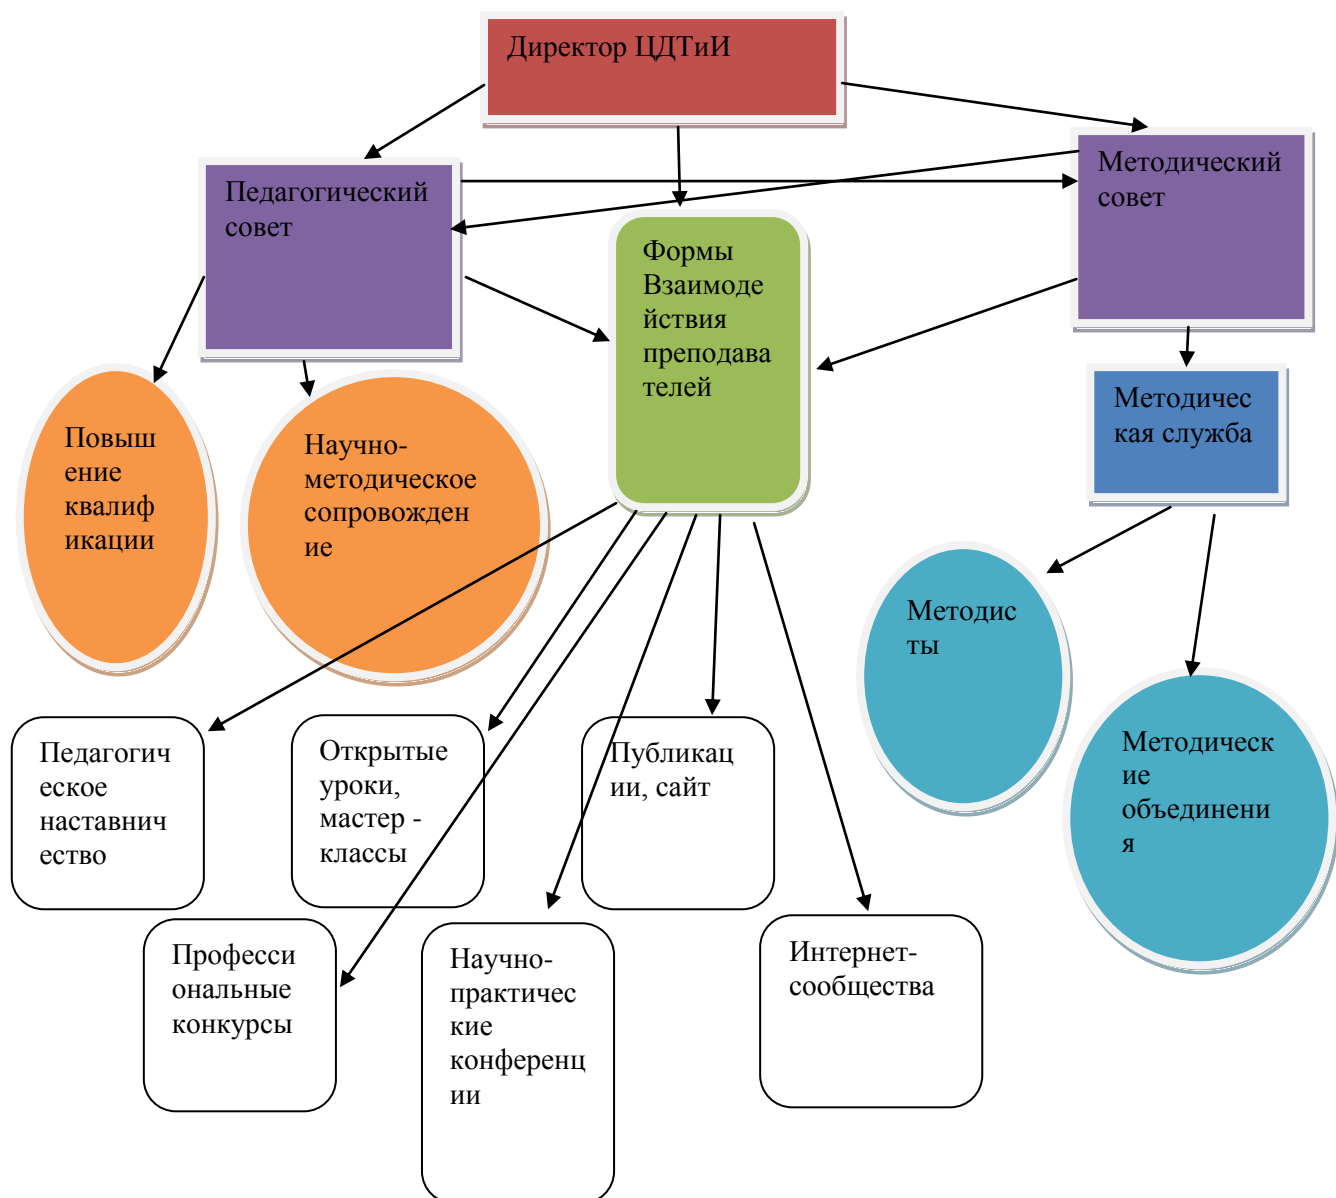 Директор ЦДТиИ
Педагогический
совет
Методический
совет
Формы
Взаимоде
йствия
преподава
телей
Методичес
кая служба
Повыш
ение
квалиф
икации
Научно-
методическое
сопровожден
ие
Методис
ты
Методическ
ие
объединени
я
Педагогич
еское
наставнич
ество
Открытые
уроки,
мастер -
классы
Публикац
ии, сайт
Професси
ональные
конкурсы
Научно-
практичес
кие
конференц
ии
Интернет-
сообщества